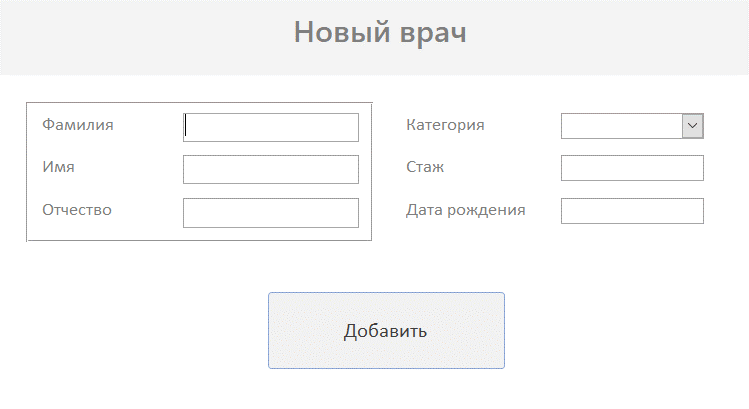 Новый врач
Фамилия
Имя
Отчество
Категория
Стаж
Дата рождения
Добавить